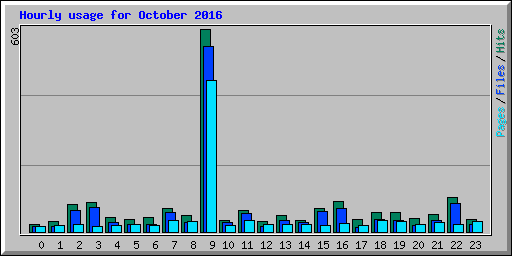 Hourly usage for October 2016
603
Pages/Files/Hits
0 1 2 3 4 5 6 7 8 9 10 11 12 13 14 15 16 17 18 19 20 21 22 23